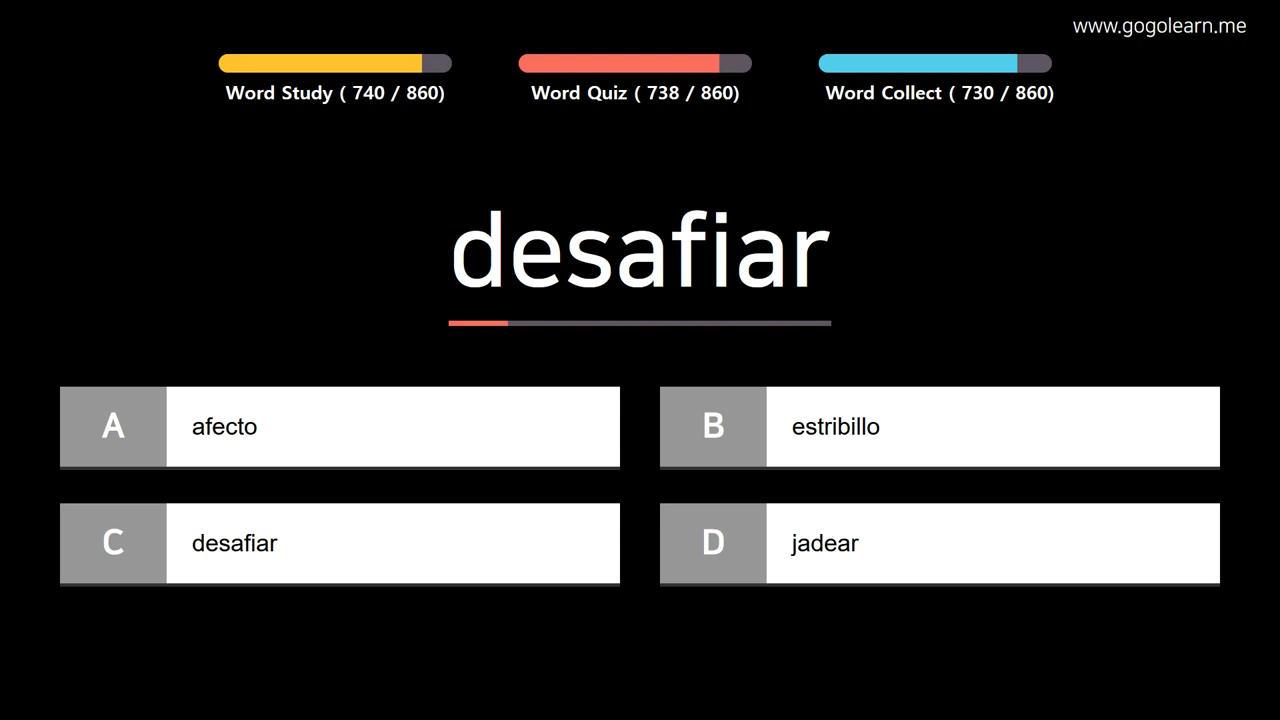 www.gogolearn.me
Word Study ( 740 / 860)
Word Quiz ( 738 / 860)
Word Collect ( 730 / 860)
desafiar
A afecto
B estribillo
C desafiar
D jadear